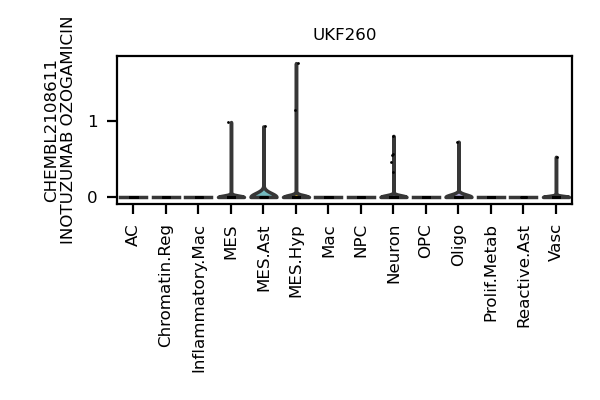 UKF260
CHEMBL2108611
INOTUZUMAB OZOGAMICIN
1
0
AC
Chromatin.Reg
Inflammatory.Mac
MES
MES.Ast
MES.Hyp
Mac
NPC
Neuron
OPC
Oligo
Prolif.Metab
Reactive.Ast
Vasc